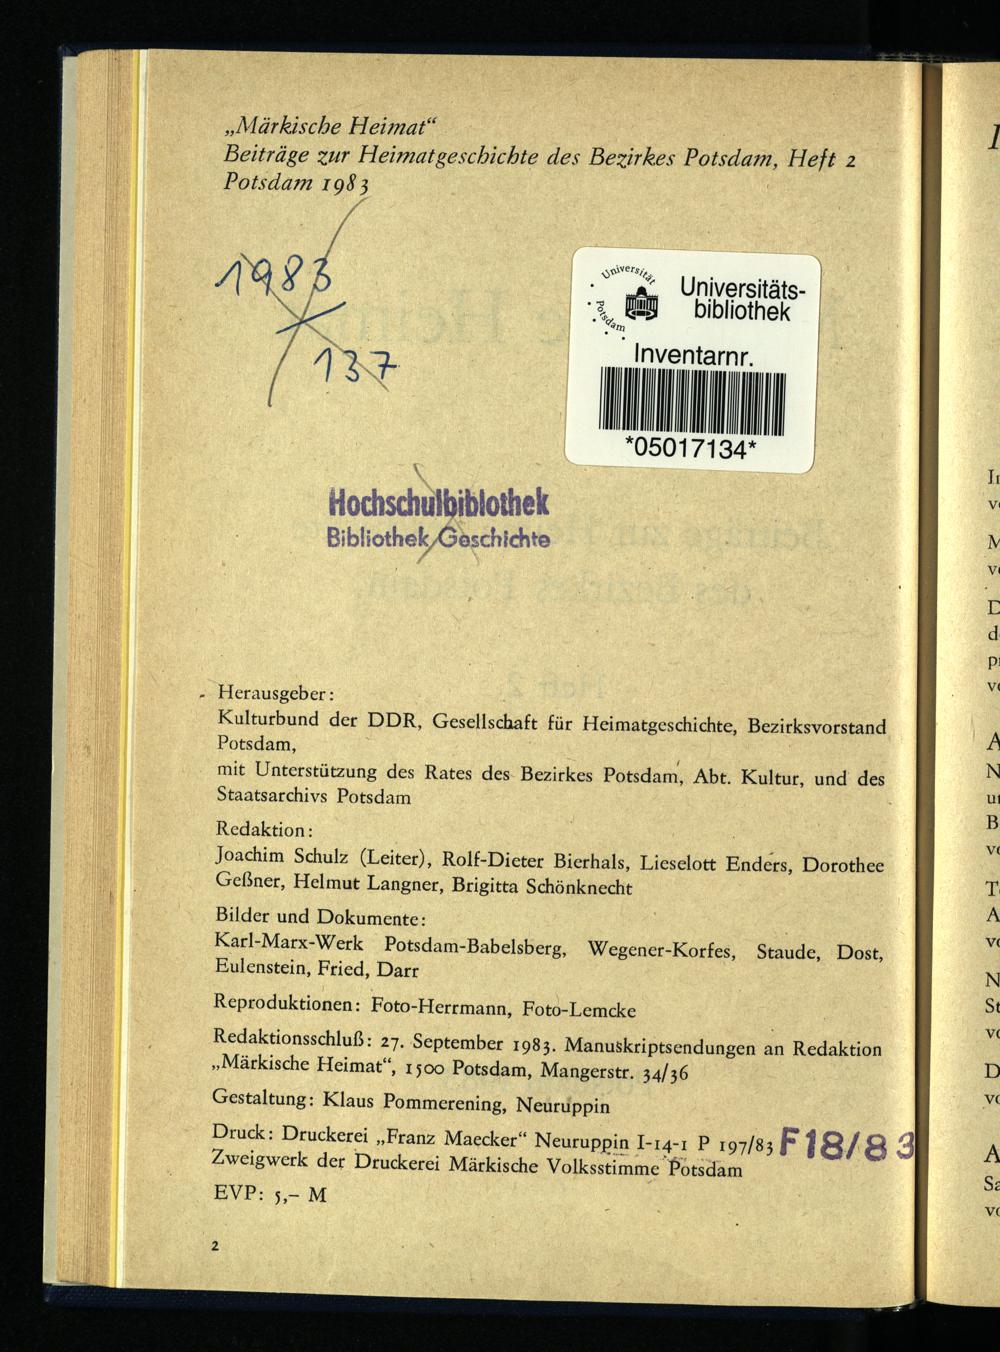 „Märkische Heimat“
Beiträge zur Heimatgeschichte des Bezirkes Potsdam, Heft 2
Potsdam 1983
1983
137
Universität
Potsdam
Universitäts-
bibliothek
Inventarnr.
*05017134*
Hochschulbiblothek
Bibliothek Geschichte
Herausgeber:
Kulturbund der DDR, Gesellschaft für Heimatgeschichte, Bezirksvorstand
Potsdam,
mit Unterstützung des Rates des Bezirkes Potsdam, Abt. Kultur, und des
Staatsarchivs Potsdam
Redaktion:
Joachim Schulz (Leiter), Rolf-Dieter Bierhals, Lieselott Enders, Dorothee
Geßner, Helmut Langner, Brigitta Schönknecht
Bilder und Dokumente:
Karl-Marx-Werk Potsdam-Babelsberg, Wegener-Korfes, Staude, Dost,
Eulenstein, Fried, Darr
Reproduktionen: Foto-Herrmann, Foto-Lemcke
Redaktionsschluß: 27. September 1983. Manuskriptsendungen an Redaktion
„Märkische Heimat“, 1500 Potsdam, Mangerstr. 34/36
Gestaltung: Klaus Pommerening, Neuruppin
Druck: Druckerei „Franz Maecker“ Neuruppin I-14-1 P 197/83 F18/83
Zweigwerk der Druckerei Märkische Volksstimme Potsdam
EVP: 5,– M
2